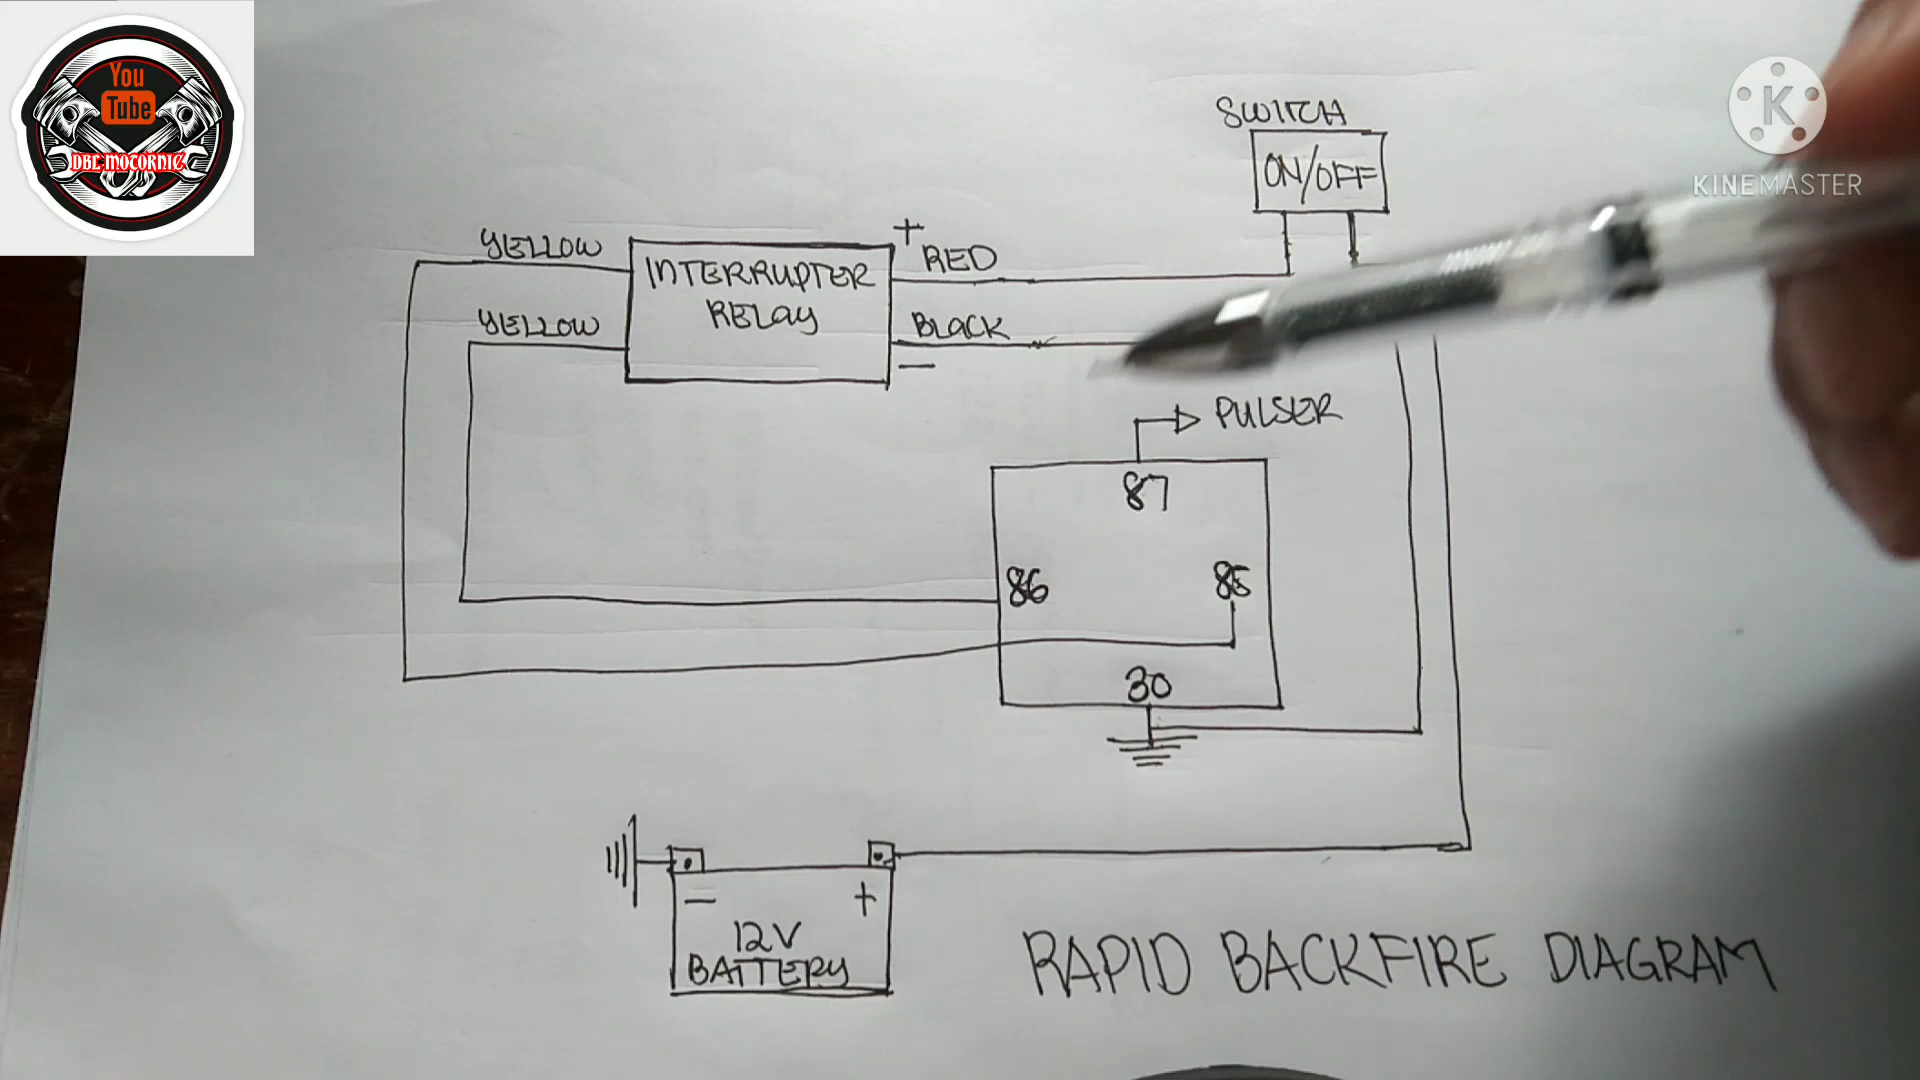 You
Tube
DBL MOTORNIC
K
KINEMASTER
SWITCH
ON/OFF
YELLOW
YELLOW
INTERRUPTER
RELAY
+
RED
BLACK
−
PULSER
87
86
85
30
−
+
12V
BATTERY
RAPID BACKFIRE DIAGRAM